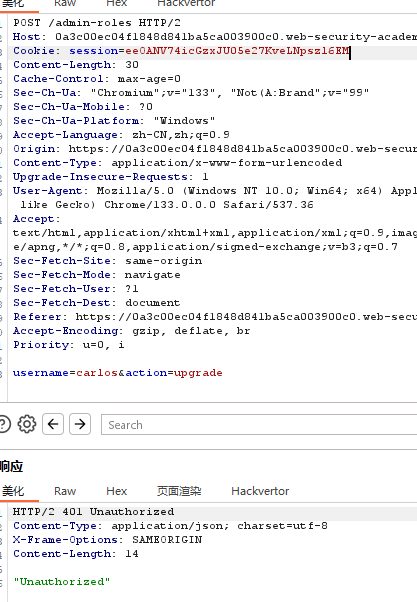 美化 Raw Hex Hackvertor
POST /admin-roles HTTP/2
Host: 0a3c00ec04f1848d841ba5ca003900c0.web-security-academ
Cookie: session=eeOANV74icGzxJU05e27KveLNpszl6EM
Content-Length: 30
Cache-Control: max-age=0
Sec-Ch-Ua: "Chromium";v="133", "Not(A:Brand";v="99"
Sec-Ch-Ua-Mobile: ?0
Sec-Ch-Ua-Platform: "Windows"
Accept-Language: zh-CN,zh;q=0.9
Origin: https://0a3c00ec04f1848d841ba5ca003900c0.web-secu
Content-Type: application/x-www-form-urlencoded
Upgrade-Insecure-Requests: 1
User-Agent: Mozilla/5.0 (Windows NT 10.0; Win64; x64) Appl
like Gecko) Chrome/133.0.0.0 Safari/537.36
Accept:
text/html,application/xhtml+xml,application/xml;q=0.9,imag
e/apng,*/*;q=0.8,application/signed-exchange;v=b3;q=0.7
Sec-Fetch-Site: same-origin
Sec-Fetch-Mode: navigate
Sec-Fetch-User: ?1
Sec-Fetch-Dest: document
Referer: https://0a3c00ec04f1848d841ba5ca003900c0.web-secu
Accept-Encoding: gzip, deflate, br
Priority: u=0, i
username=carlos&action=upgrade
Search
响应
美化 Raw Hex 页面渲染 Hackvertor
HTTP/2 401 Unauthorized
Content-Type: application/json; charset=utf-8
X-Frame-Options: SAMEORIGIN
Content-Length: 14
"Unauthorized"